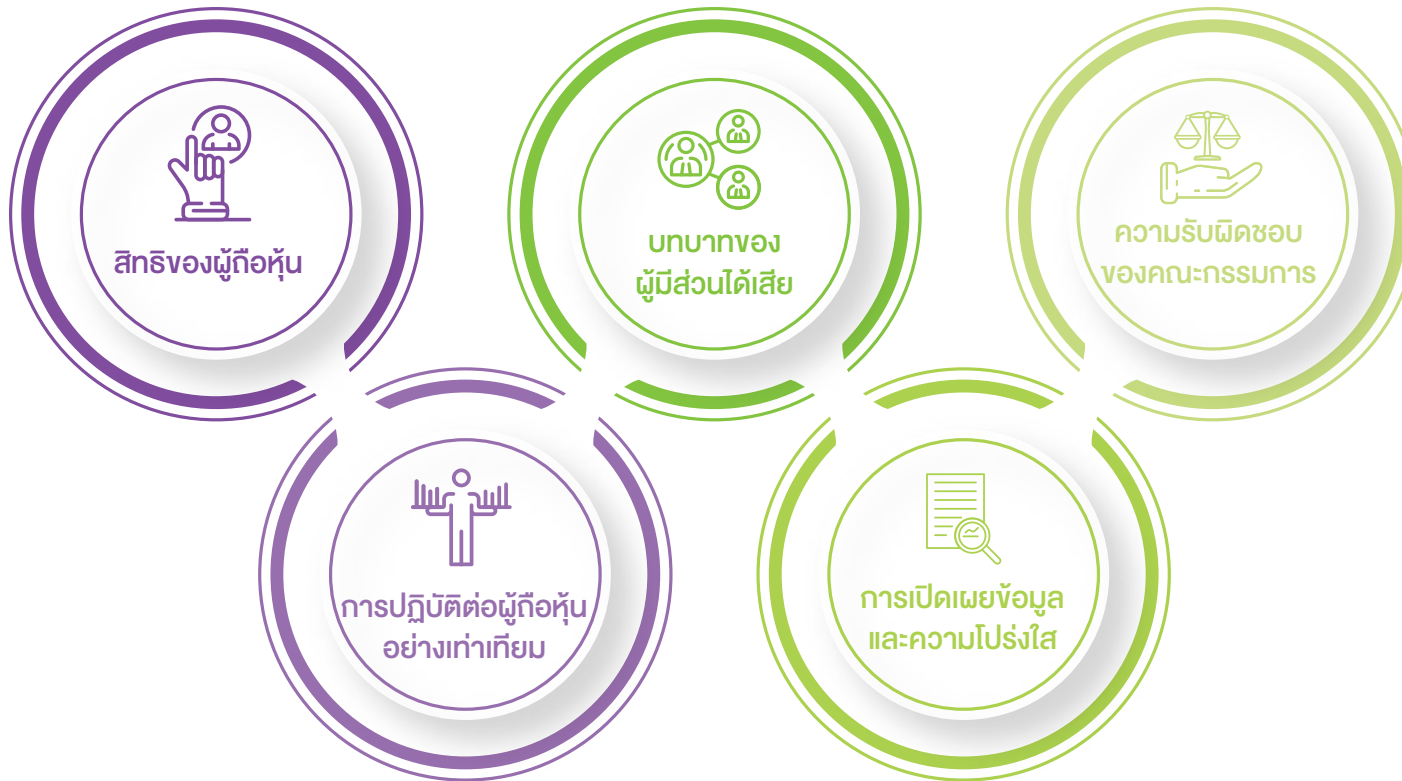 สิทธิของผู้ถือหุ้น
การปฏิบัติต่อผู้ถือหุ้น
อย่างเท่าเทียม
บทบาทของ
ผู้มีส่วนได้เสีย
การเปิดเผยข้อมูล
และความโปร่งใส
ความรับผิดชอบ
ของคณะกรรมการ